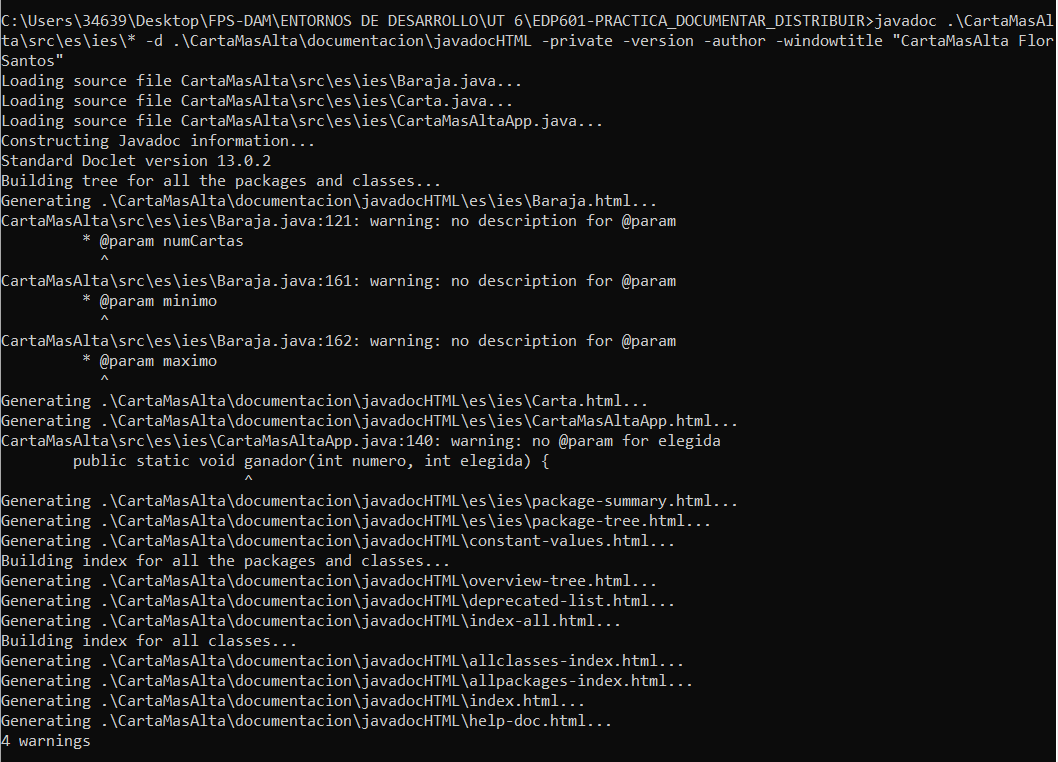 C:\Users\34639\Desktop\FPS-DAM\ENTORNOS DE DESARROLLO\UT 6\EDP601-PRACTICA_DOCUMENTAR_DISTRIBUIR>javadoc .\CartaMasAl
ta\src\es\ies\* -d .\CartaMasAlta\documentacion\javadocHTML -private -version -author -windowtitle "CartaMasAlta Flor
Santos"
Loading source file CartaMasAlta\src\es\ies\Baraja.java...
Loading source file CartaMasAlta\src\es\ies\Carta.java...
Loading source file CartaMasAlta\src\es\ies\CartaMasAltaApp.java...
Constructing Javadoc information...
Standard Doclet version 13.0.2
Building tree for all the packages and classes...
Generating .\CartaMasAlta\documentacion\javadocHTML\es\ies\Baraja.html...
CartaMasAlta\src\es\ies\Baraja.java:121: warning: no description for @param
         * @param numCartas
           ^
CartaMasAlta\src\es\ies\Baraja.java:161: warning: no description for @param
         * @param minimo
           ^
CartaMasAlta\src\es\ies\Baraja.java:162: warning: no description for @param
         * @param maximo
           ^
Generating .\CartaMasAlta\documentacion\javadocHTML\es\ies\Carta.html...
Generating .\CartaMasAlta\documentacion\javadocHTML\es\ies\CartaMasAltaApp.html...
CartaMasAlta\src\es\ies\CartaMasAltaApp.java:140: warning: no @param for elegida
        public static void ganador(int numero, int elegida) {
                           ^
Generating .\CartaMasAlta\documentacion\javadocHTML\es\ies\package-summary.html...
Generating .\CartaMasAlta\documentacion\javadocHTML\es\ies\package-tree.html...
Generating .\CartaMasAlta\documentacion\javadocHTML\constant-values.html...
Building index for all the packages and classes...
Generating .\CartaMasAlta\documentacion\javadocHTML\overview-tree.html...
Generating .\CartaMasAlta\documentacion\javadocHTML\deprecated-list.html...
Generating .\CartaMasAlta\documentacion\javadocHTML\index-all.html...
Building index for all classes...
Generating .\CartaMasAlta\documentacion\javadocHTML\allclasses-index.html...
Generating .\CartaMasAlta\documentacion\javadocHTML\allpackages-index.html...
Generating .\CartaMasAlta\documentacion\javadocHTML\index.html...
Generating .\CartaMasAlta\documentacion\javadocHTML\help-doc.html...
4 warnings